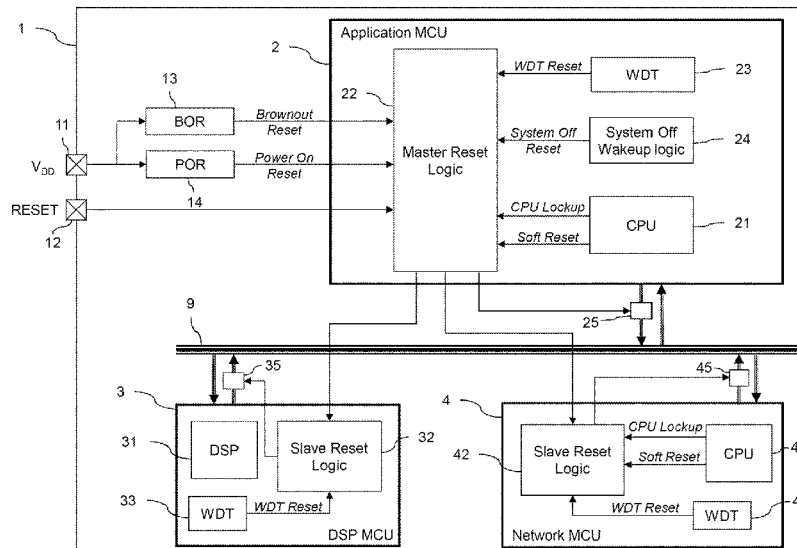 1
Application MCU
2
13
22
WDT Reset
WDT
23
11
BOR
Brownout
Reset
System Off
Reset
System Off
Wakeup logic
24
VDD
POR
Power On
Reset
Master Reset
Logic
14
CPU Lockup
RESET
CPU
21
Soft Reset
12
25
9
35
45
3
4
31
DSP
Slave Reset
Logic
32
42
Slave Reset
Logic
CPU Lockup
CPU
Soft Reset
33
WDT
WDT Reset
DSP MCU
WDT Reset
WDT
Network MCU